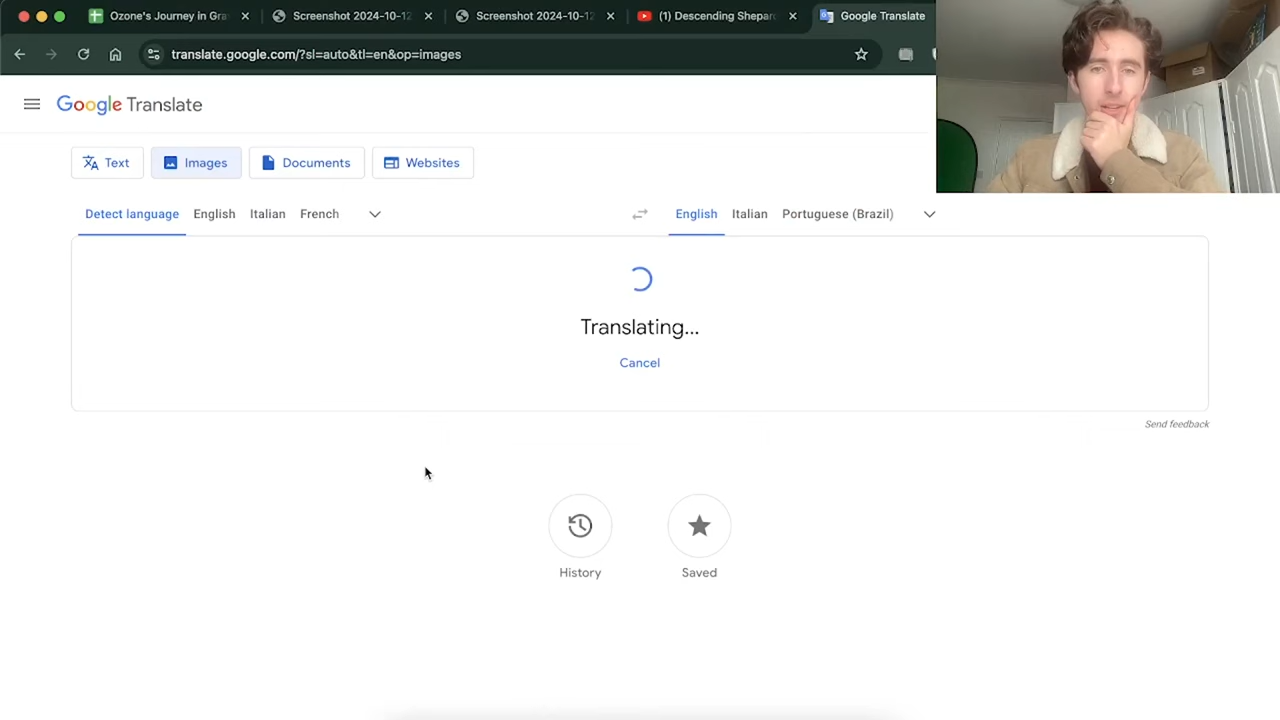 Ozone's Journey in Gra
Screenshot 2024-10-12
Screenshot 2024-10-12
(1) Descending Shepar
Google Translate
translate.google.com/?sl=auto&tl=en&op=images
Google Translate
Text
Images
Documents
Websites
Detect language
English
Italian
French
English
Italian
Portuguese (Brazil)
Translating...
Cancel
Send feedback
History
Saved